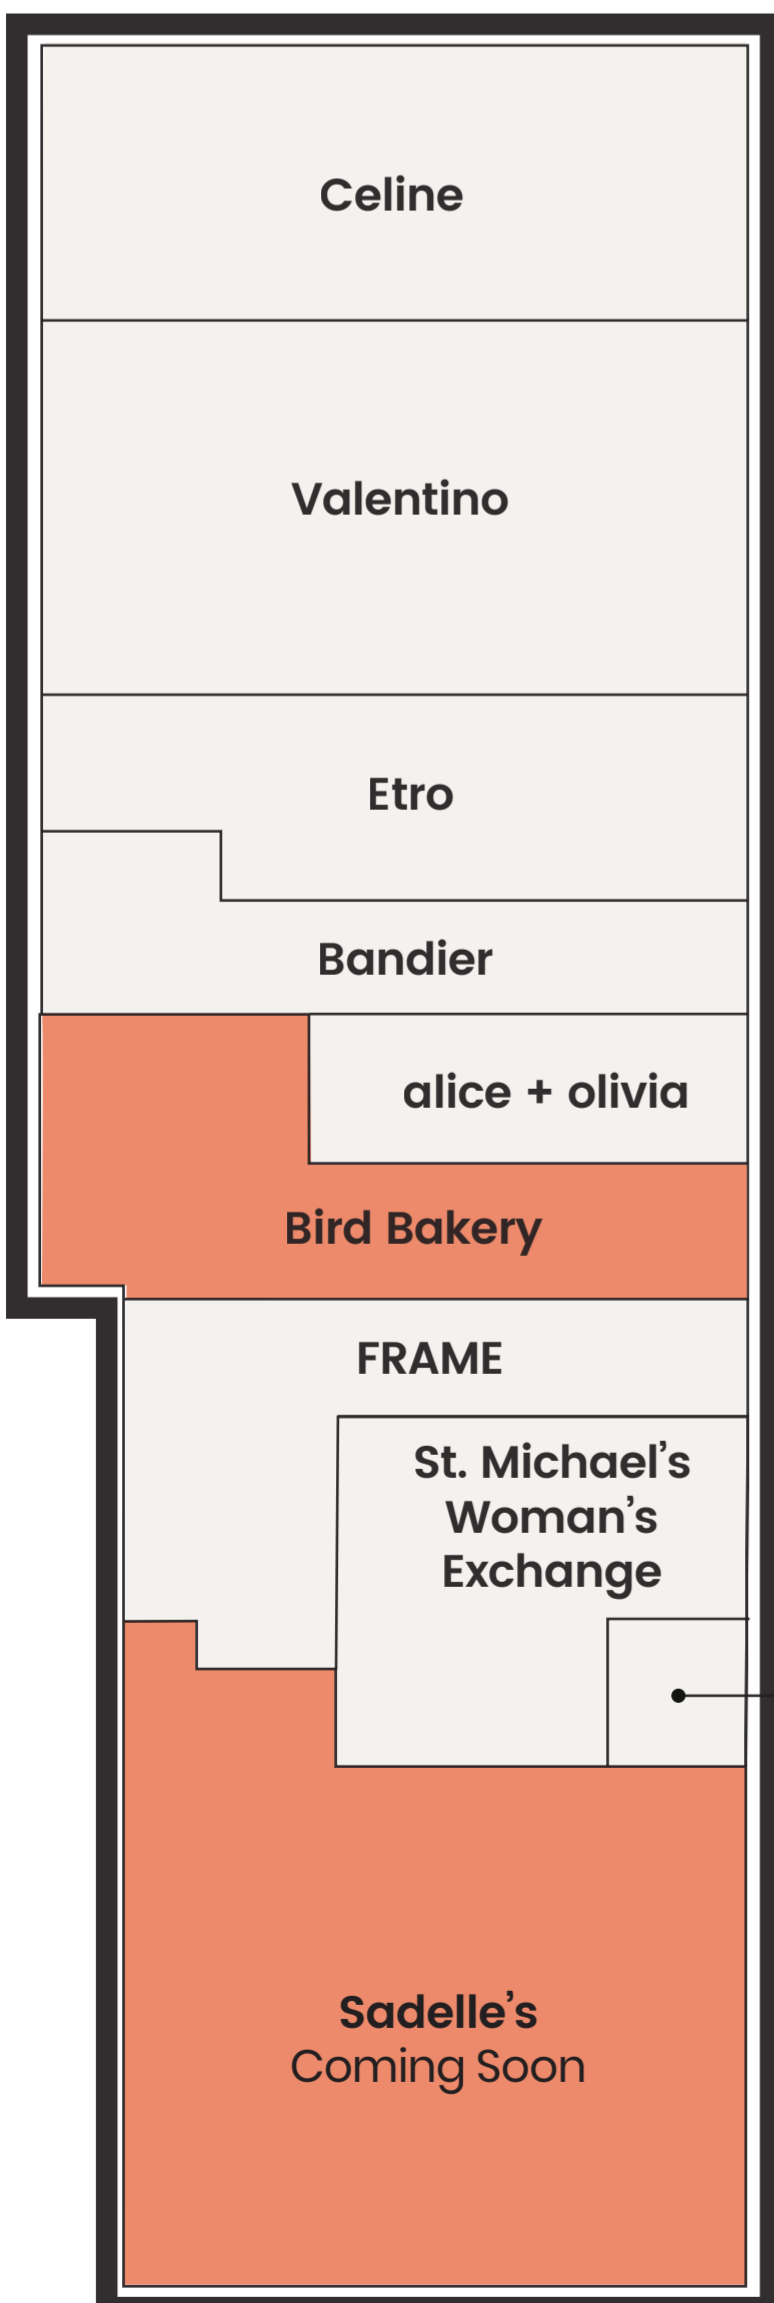 Celine
Valentino
Etro
Bandier
alice + olivia
Bird Bakery
FRAME
St. Michael’s
Woman’s
Exchange
Sadelle’s
Coming Soon